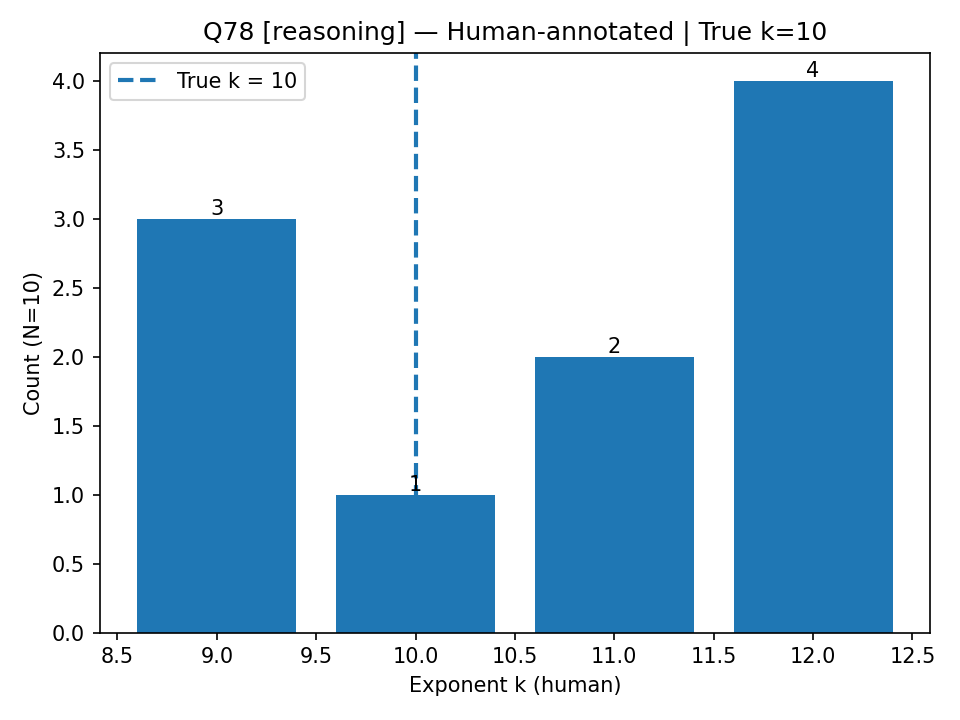 Q78 [reasoning] — Human-annotated | True k=10
True k = 10
4
3
2
1
Count (N=10)
4.0
3.5
3.0
2.5
2.0
1.5
1.0
0.5
0.0
8.5 9.0 9.5 10.0 10.5 11.0 11.5 12.0 12.5
Exponent k (human)